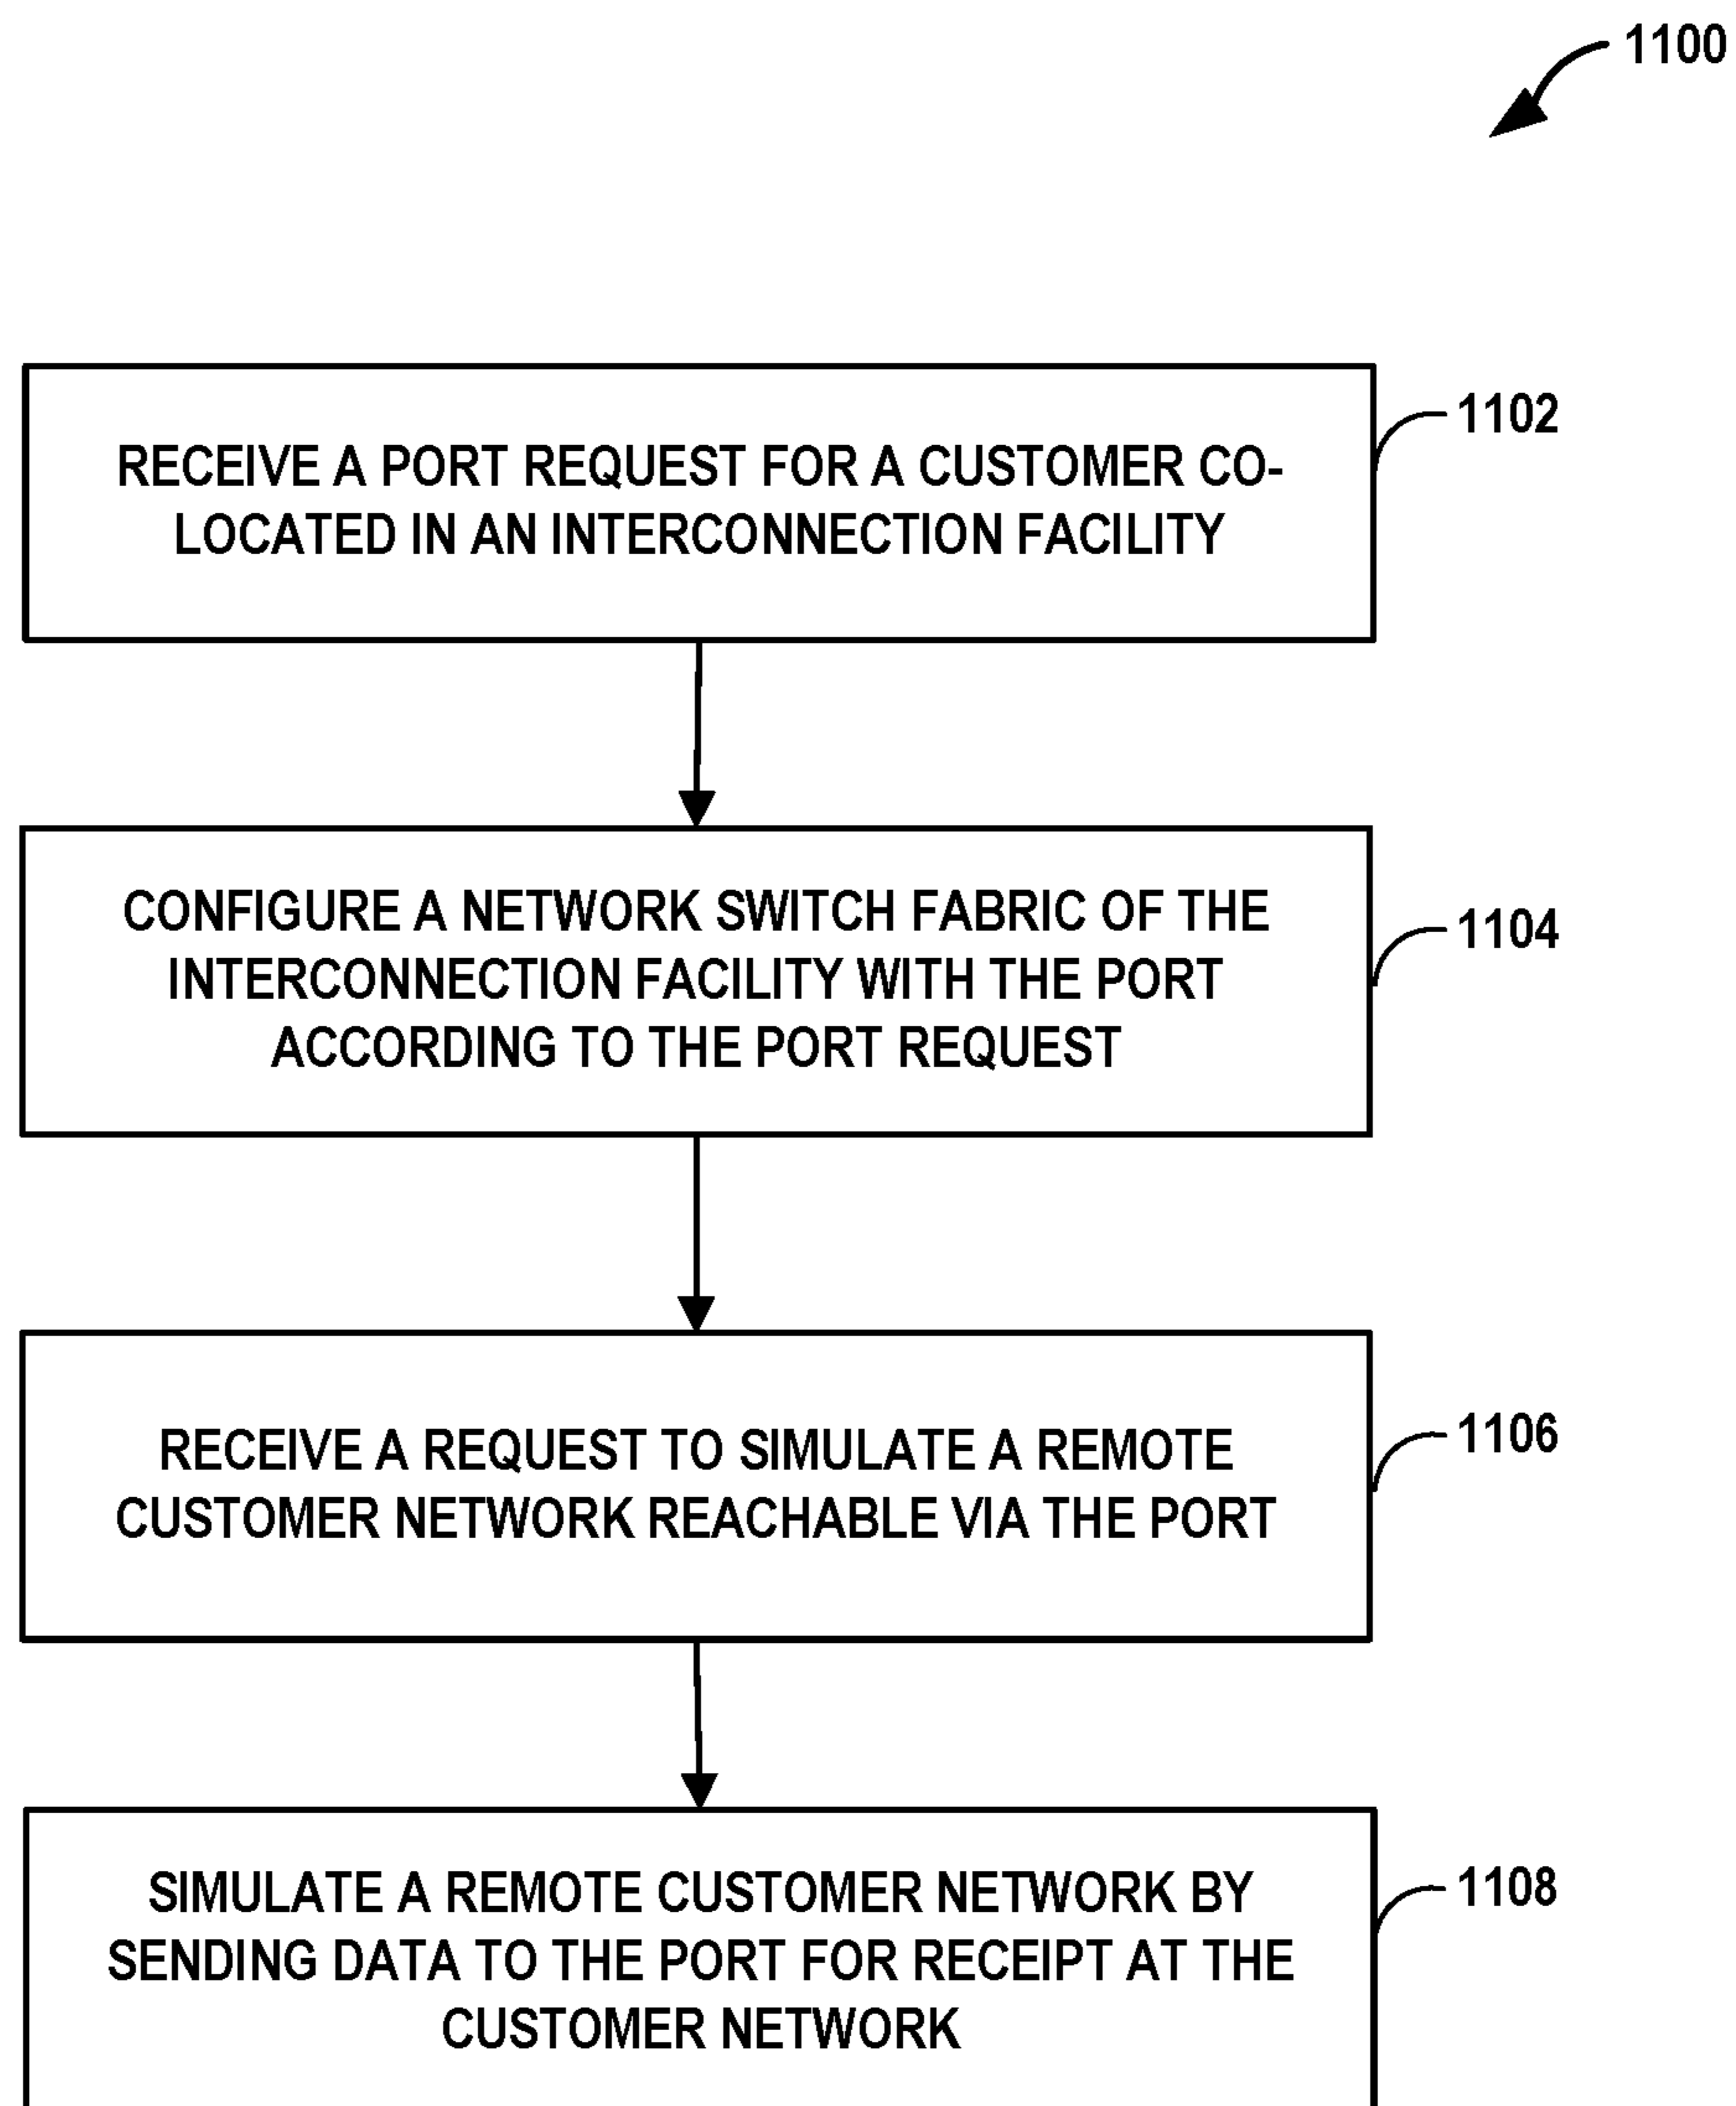 1100
RECEIVE A PORT REQUEST FOR A CUSTOMER CO-
LOCATED IN AN INTERCONNECTION FACILITY
1102
CONFIGURE A NETWORK SWITCH FABRIC OF THE
INTERCONNECTION FACILITY WITH THE PORT
ACCORDING TO THE PORT REQUEST
1104
RECEIVE A REQUEST TO SIMULATE A REMOTE
CUSTOMER NETWORK REACHABLE VIA THE PORT
1106
SIMULATE A REMOTE CUSTOMER NETWORK BY
SENDING DATA TO THE PORT FOR RECEIPT AT THE
CUSTOMER NETWORK
1108